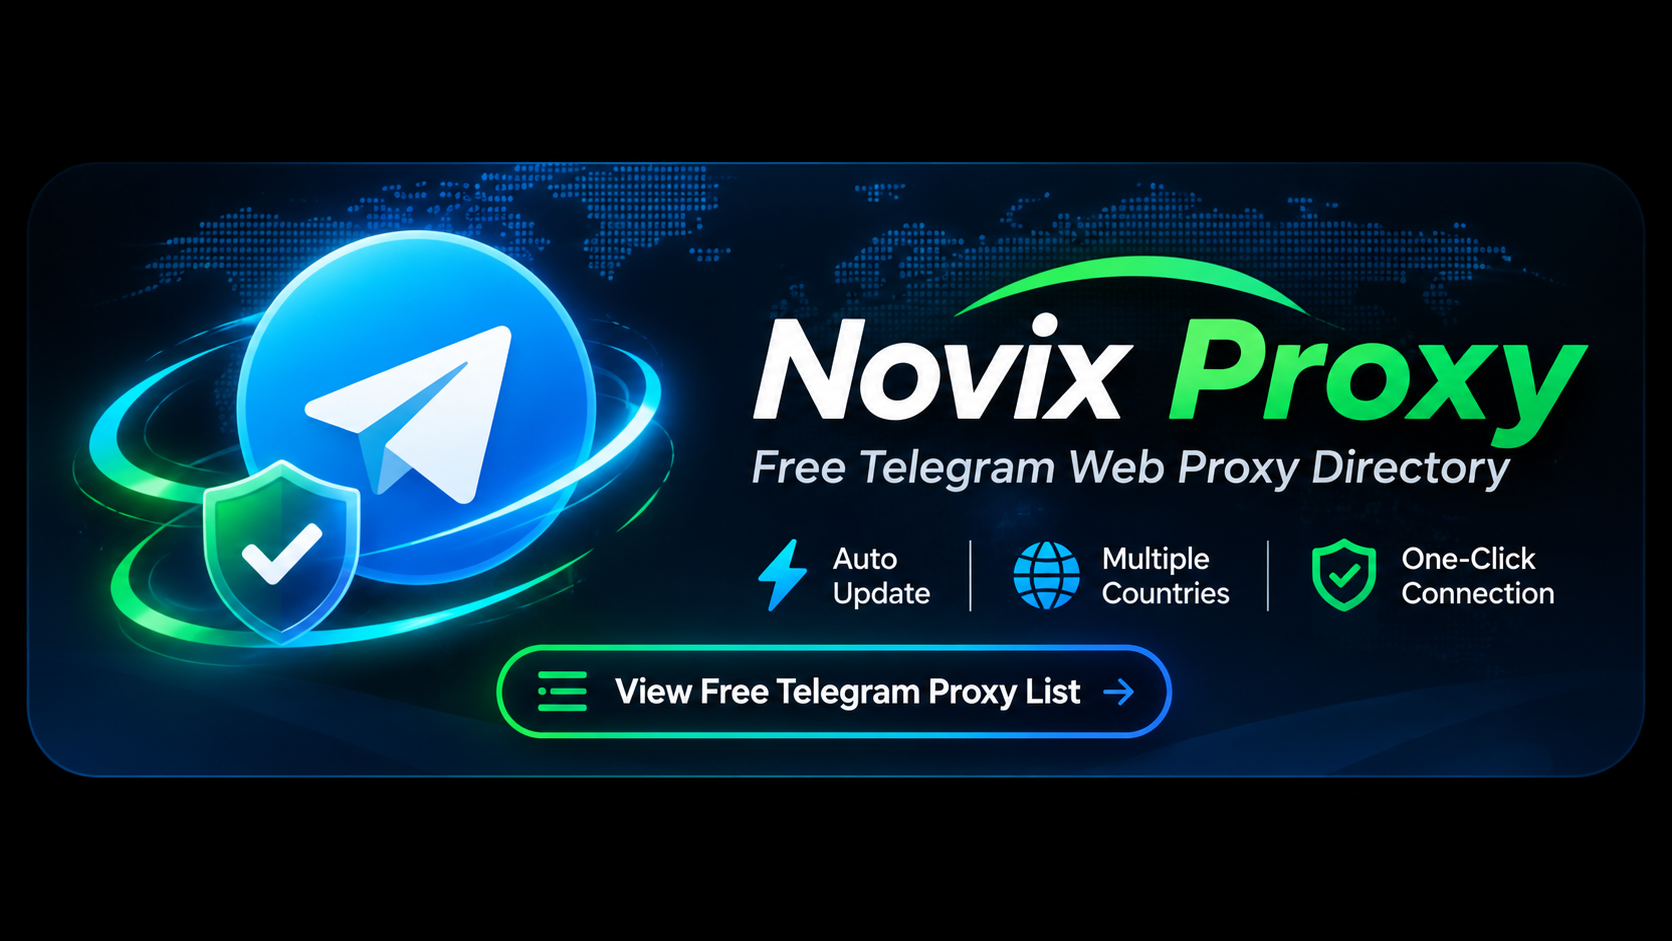 Novix Proxy
Free Telegram Web Proxy Directory
Auto
Update
Multiple
Countries
One-Click
Connection
View Free Telegram Proxy List